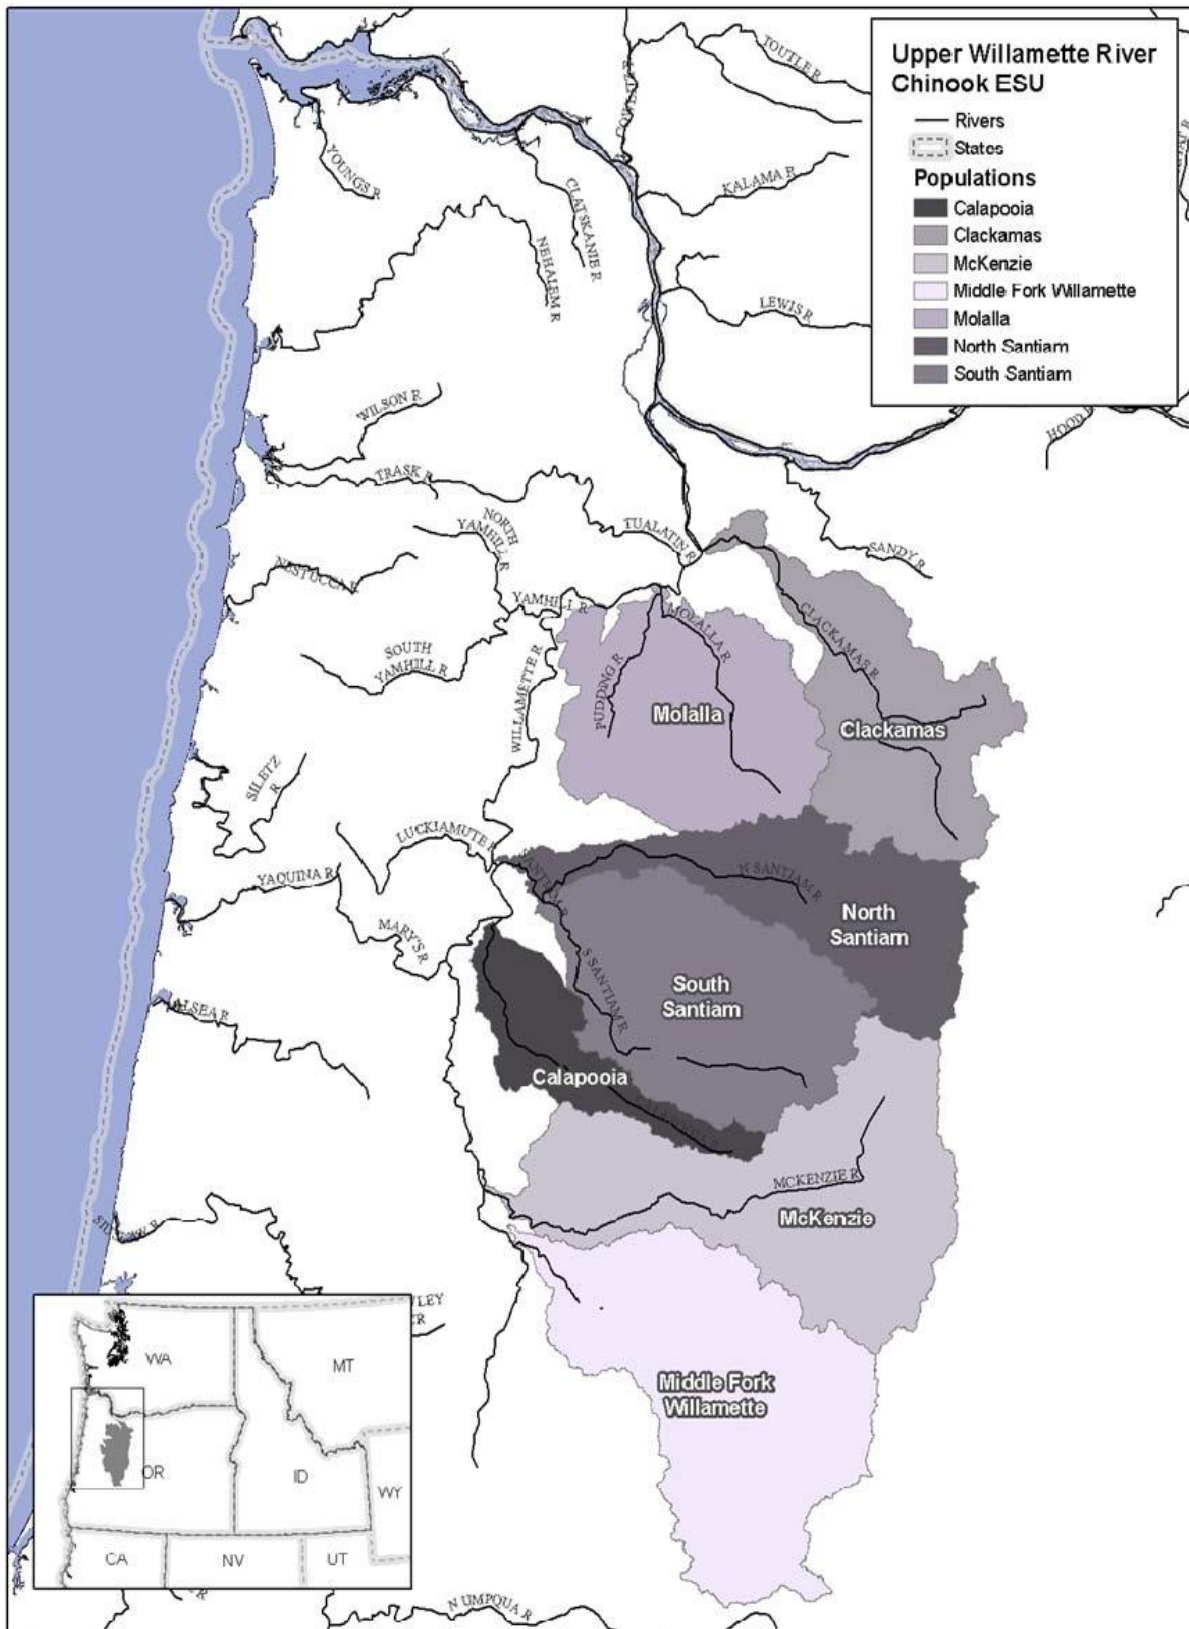 Upper Willamette River
Chinook ESU
Rivers
States
Populations
Calapooia
Clackamas
McKenzie
Middle Fork Willamette
Molalla
North Santiam
South Santiam
TOUTLE R
YOUNGS R
KALAMA R
CLATSKANIE R
NEHALEM R
LEWIS R
WILSON R
HOOD R
TRASK R
NORTH
YAMHILL R
TUALATIN R
SANDY R
NESTUCCA R
YAMHILL R
MOLALLA R
CLACKAMAS R
SOUTH
YAMHILL R
WILLAMETTE R
PUDDING R
Molalla
Clackamas
SILETZ
R
LUCKIAMUTE R
SANTIAM R
N SANTIAM R
YAQUINA R
North
Santiam
MARY'S R
S SANTIAM R
South
Santiam
ALSEA R
Calapooia
MCKENZIE R
McKenzie
Middle Fork
Willamette
WA
MT
OR
ID
WY
CA
NV
UT
N UMPQUA R